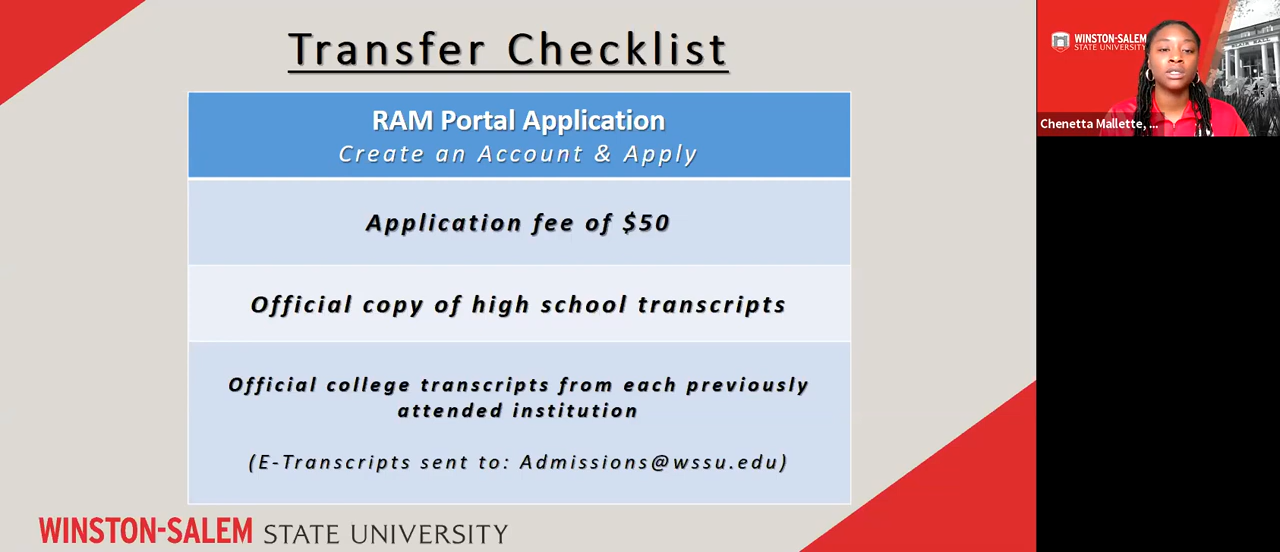 Transfer Checklist
RAM Portal Application
Create an Account & Apply
Application fee of $50
Official copy of high school transcripts
Official college transcripts from each previously
attended institution
(E-Transcripts sent to: Admissions@wssu.edu)
WINSTON-SALEM STATE UNIVERSITY
WINSTON-SALEM
STATE UNIVERSITY
Chenetta Mallette, ...